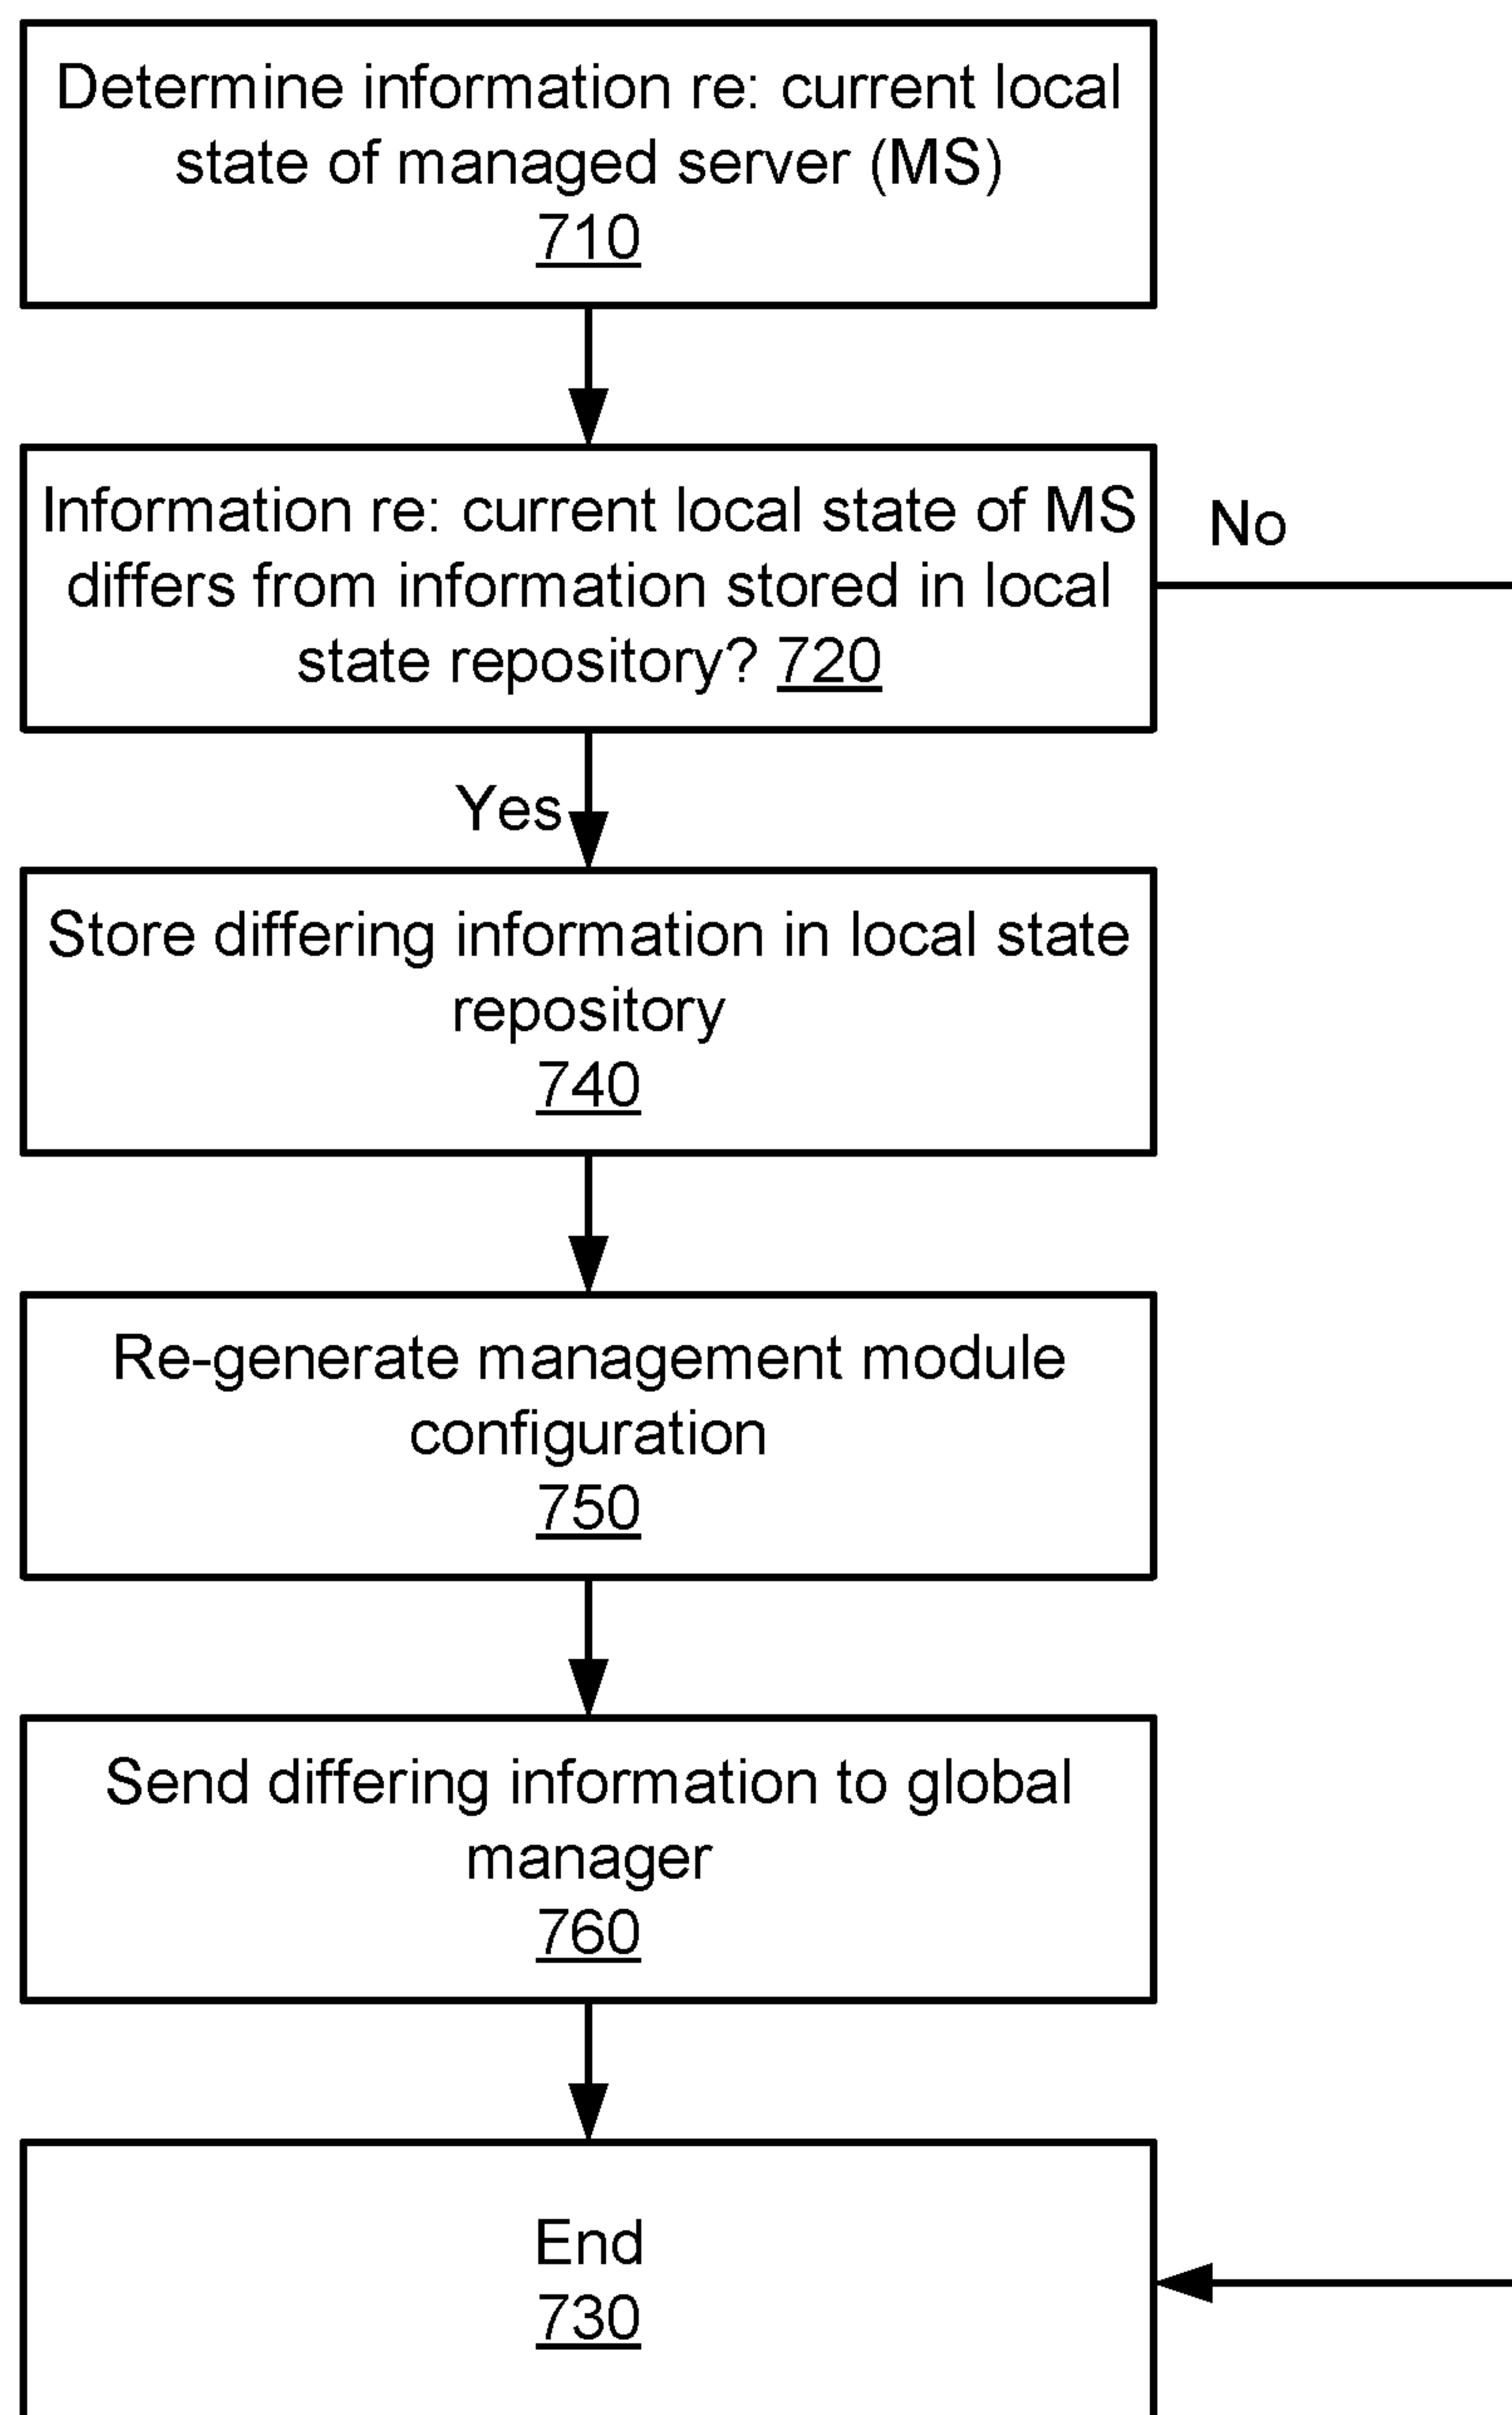 Determine information re: current local
state of managed server (MS)
710
Information re: current local state of MS
differs from information stored in local
state repository? 720
No
Yes
Store differing information in local state
repository
740
Re-generate management module
configuration
750
Send differing information to global
manager
760
End
730